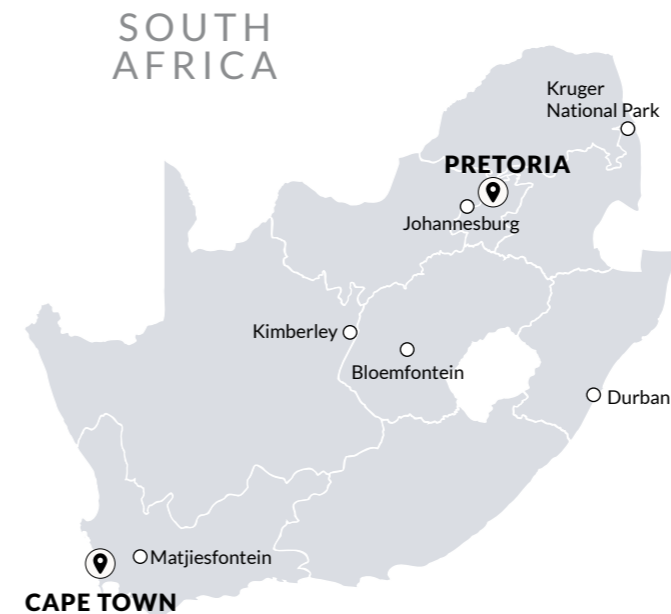 SOUTH
AFRICA
Kruger
National Park
PRETORIA
Johannesburg
Kimberley
Bloemfontein
Durban
Matjiesfontein
CAPE TOWN